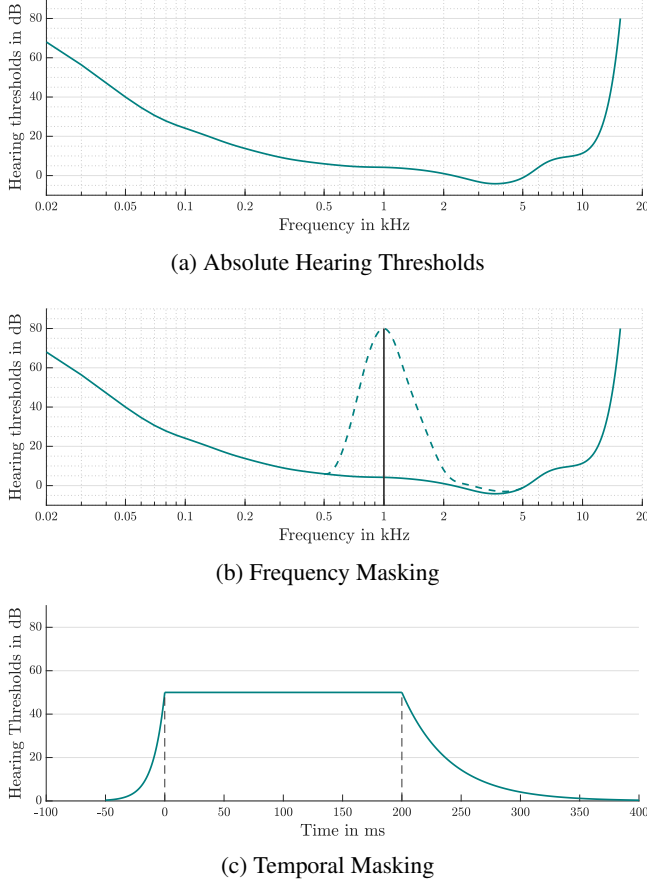 Hearing thresholds in dB
80
60
40
20
0
0.02 0.05 0.1 0.2 0.5 1 2 5 10 20
Frequency in kHz
(a) Absolute Hearing Thresholds
Hearing thresholds in dB
80
60
40
20
0
0.02 0.05 0.1 0.2 0.5 1 2 5 10 20
Frequency in kHz
(b) Frequency Masking
Hearing Thresholds in dB
80
60
40
20
0
-100 -50 0 50 100 150 200 250 300 350 400
Time in ms
(c) Temporal Masking